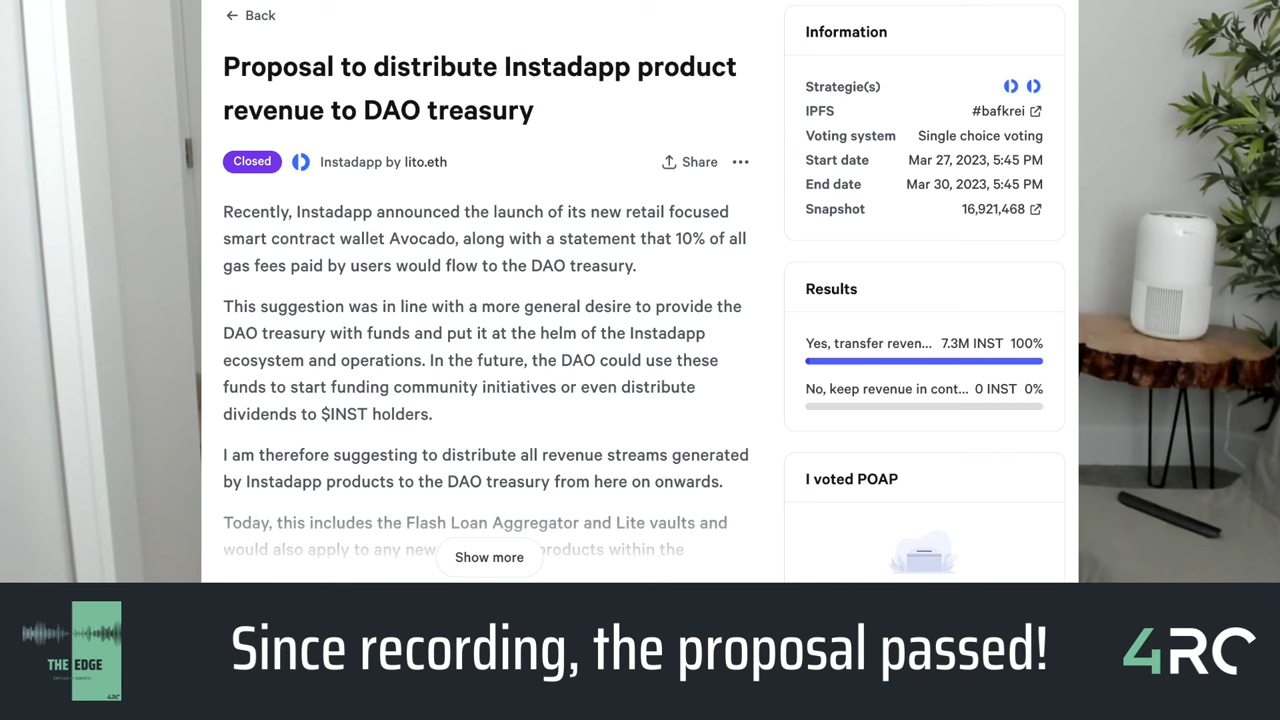 Back
Proposal to distribute Instadapp product
revenue to DAO treasury
Closed
Instadapp by lito.eth
Share
Recently, Instadapp announced the launch of its new retail focused
smart contract wallet Avocado, along with a statement that 10% of all
gas fees paid by users would flow to the DAO treasury.
This suggestion was in line with a more general desire to provide the
DAO treasury with funds and put it at the helm of the Instadapp
ecosystem and operations. In the future, the DAO could use these
funds to start funding community initiatives or even distribute
dividends to $INST holders.
I am therefore suggesting to distribute all revenue streams generated
by Instadapp products to the DAO treasury from here on onwards.
Today, this includes the Flash Loan Aggregator and Lite vaults and
would also apply to any new products within the
Show more
Information
Strategie(s)
IPFS #bafkrei
Voting system Single choice voting
Start date Mar 27, 2023, 5:45 PM
End date Mar 30, 2023, 5:45 PM
Snapshot 16,921,468
Results
Yes, transfer reven... 7.3M INST 100%
No, keep revenue in cont... 0 INST 0%
I voted POAP
THE EDGE
4RC
Since recording, the proposal passed!
4RC